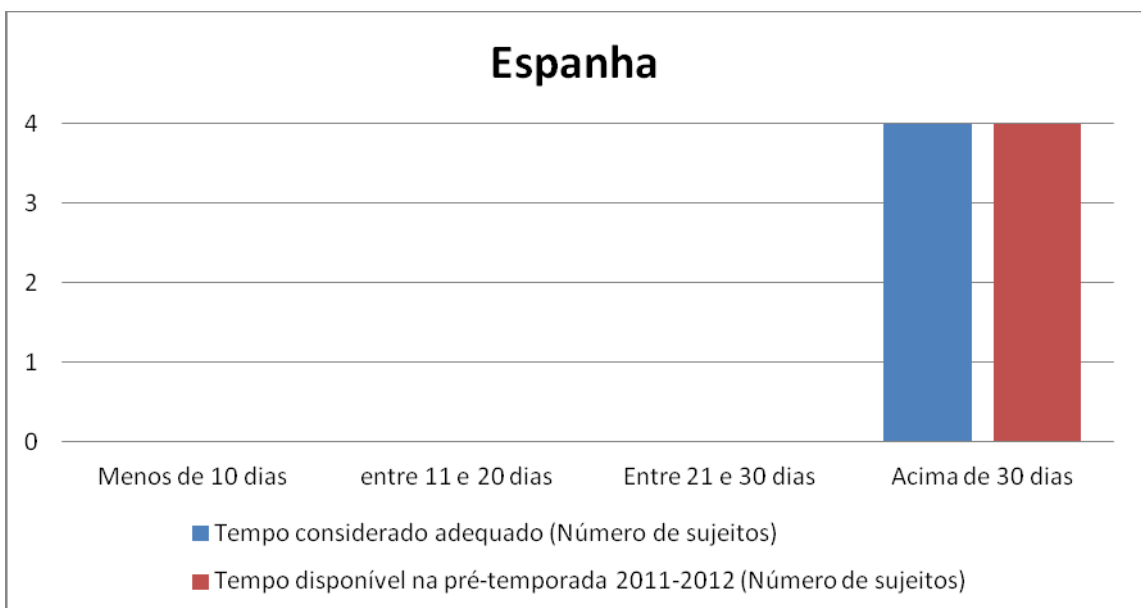 Espanha
4
3
2
1
0
Menos de 10 dias entre 11 e 20 dias Entre 21 e 30 dias Acima de 30 dias
Tempo considerado adequado (Número de sujeitos)
Tempo disponível na pré-temporada 2011-2012 (Número de sujeitos)